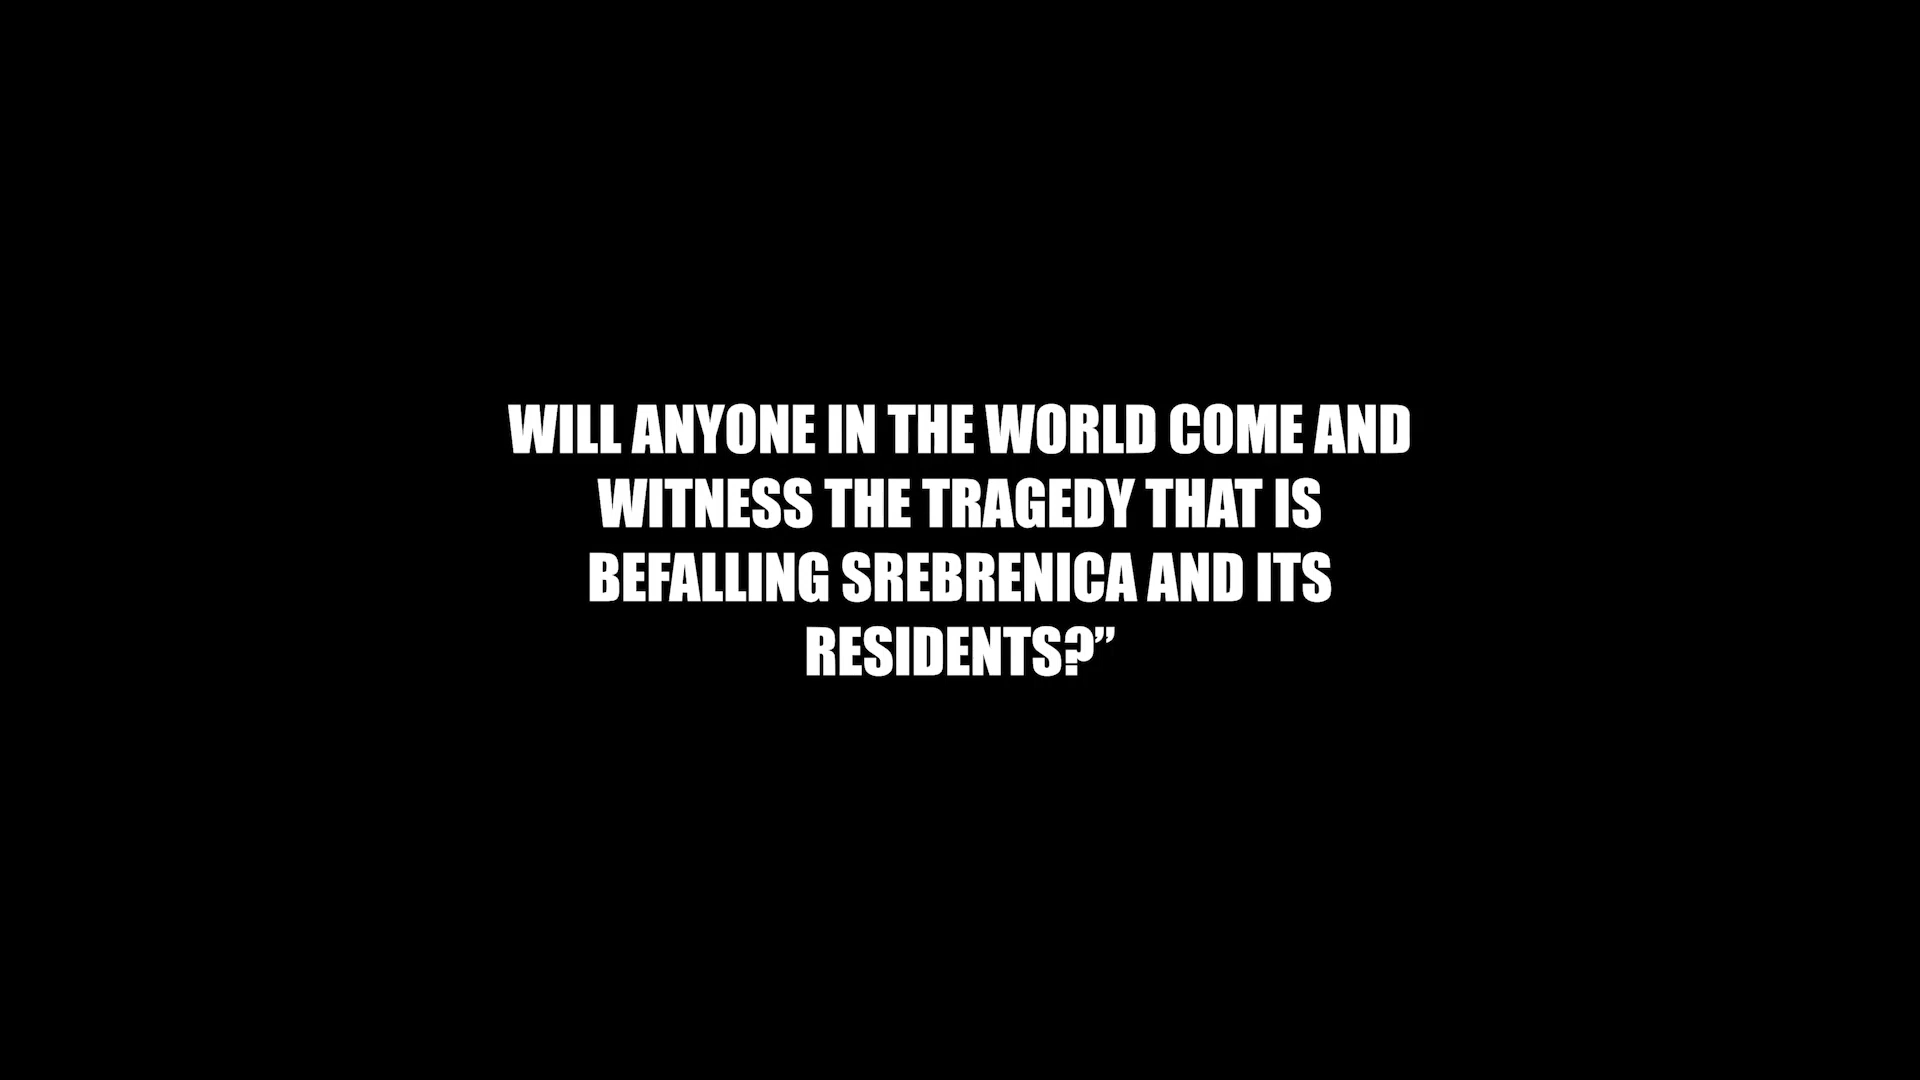 WILL ANYONE IN THE WORLD COME AND
WITNESS THE TRAGEDY THAT IS
BEFALLING SREBRENICA AND ITS
RESIDENTS?”